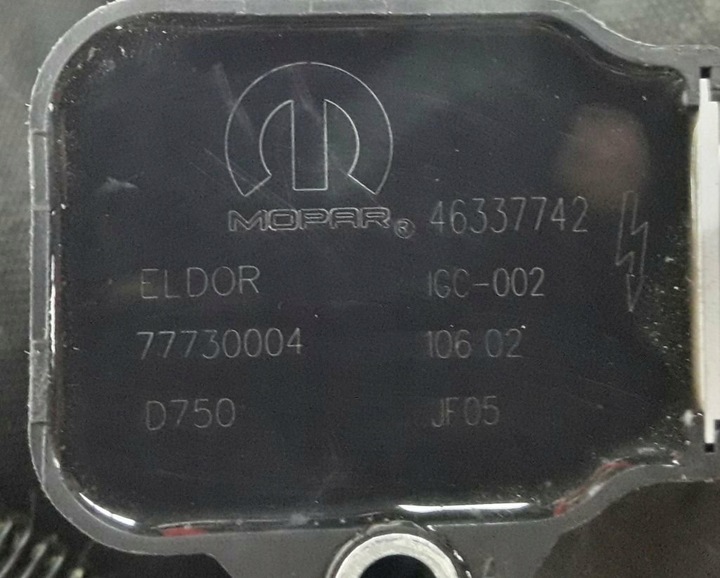 MOPAR® 46337742
ELDOR IGC-002
77730004 106 02
D750 JF05